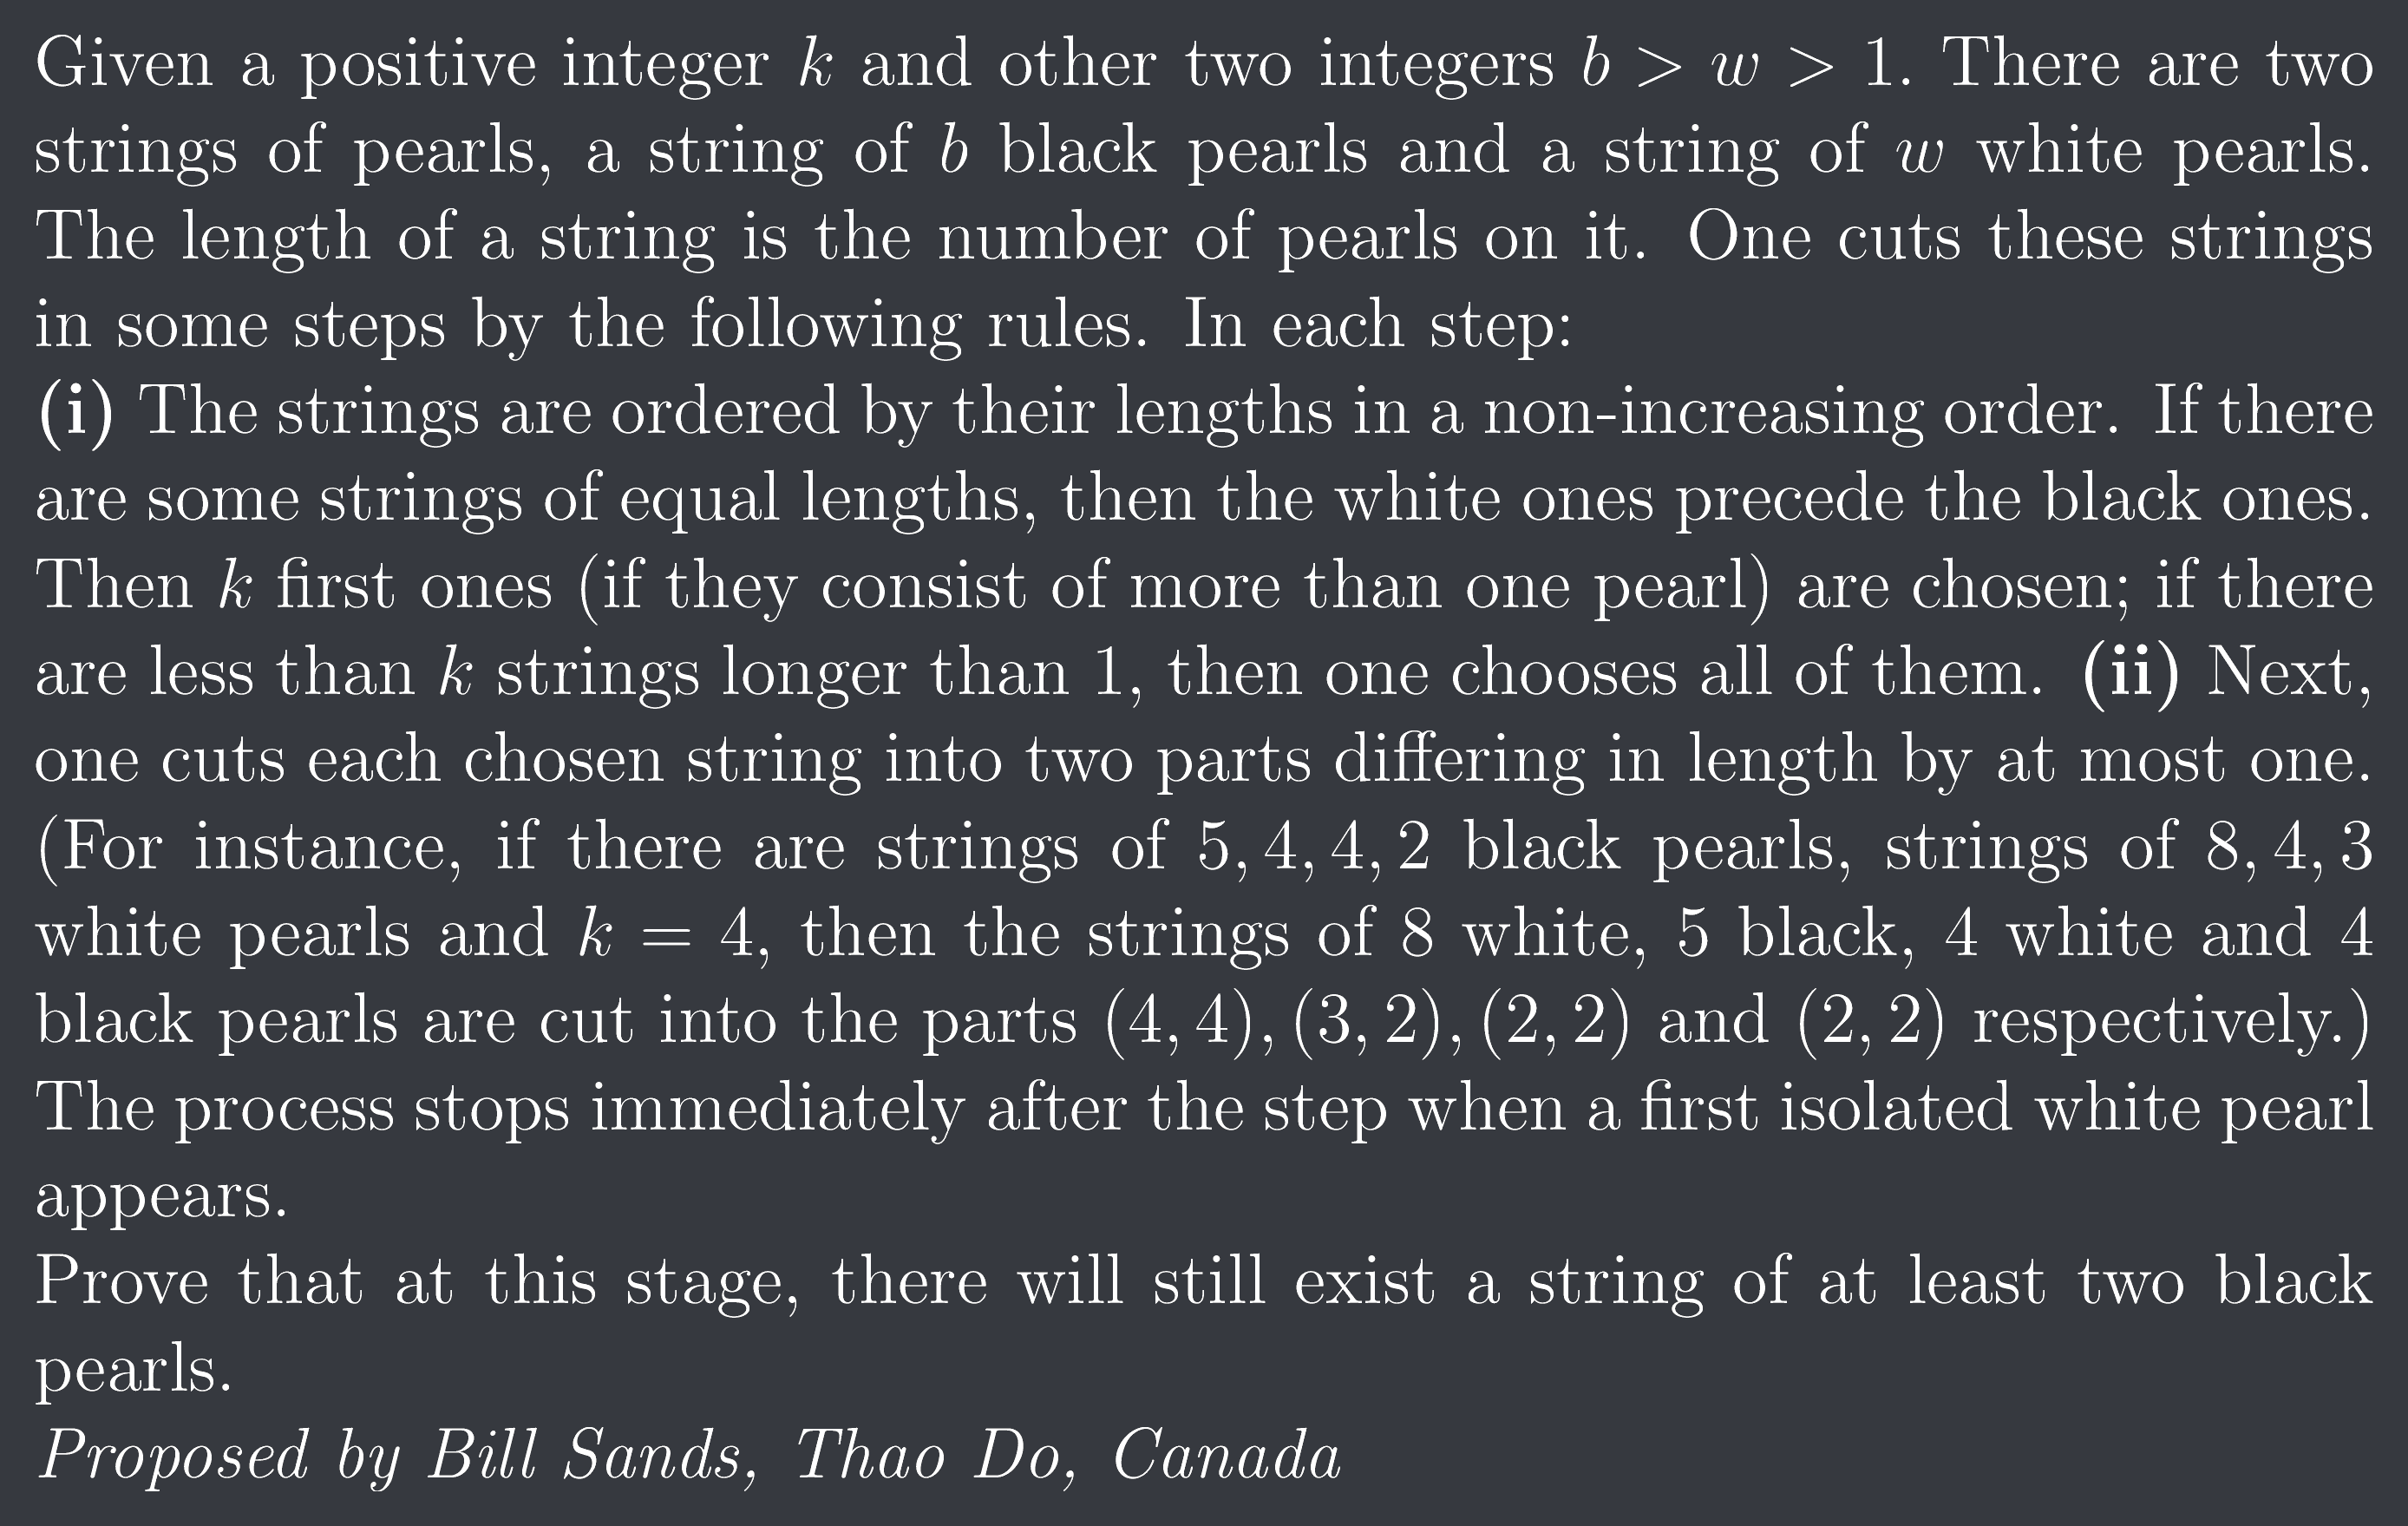 Given a positive integer k and other two integers b > w > 1. There are two
strings of pearls, a string of b black pearls and a string of w white pearls.
The length of a string is the number of pearls on it. One cuts these strings
in some steps by the following rules. In each step:
(i) The strings are ordered by their lengths in a non-increasing order. If there
are some strings of equal lengths, then the white ones precede the black ones.
Then k first ones (if they consist of more than one pearl) are chosen; if there
are less than k strings longer than 1, then one chooses all of them. (ii) Next,
one cuts each chosen string into two parts differing in length by at most one.
(For instance, if there are strings of 5, 4, 4, 2 black pearls, strings of 8, 4, 3
white pearls and k = 4, then the strings of 8 white, 5 black, 4 white and 4
black pearls are cut into the parts (4, 4), (3, 2), (2, 2) and (2, 2) respectively.)
The process stops immediately after the step when a first isolated white pearl
appears.
Prove that at this stage, there will still exist a string of at least two black
pearls.
Proposed by Bill Sands, Thao Do, Canada